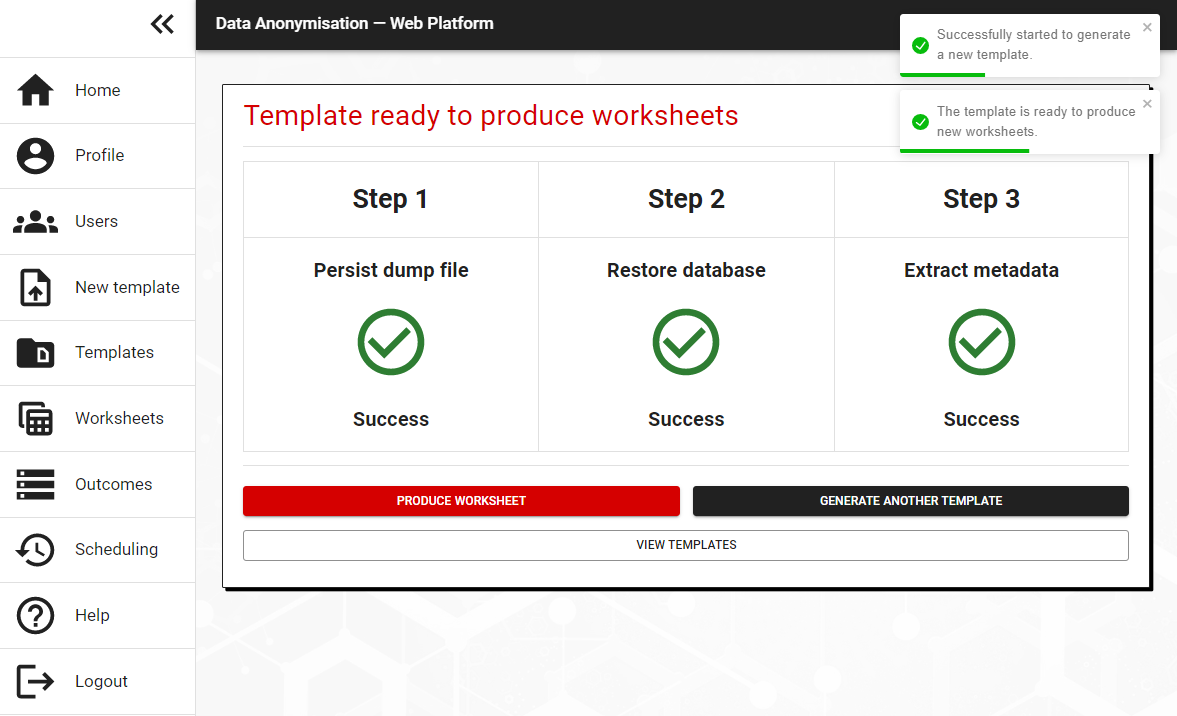 Data Anonymisation — Web Platform
Successfully started to generate
a new template.
The template is ready to produce
new worksheets.
Home
Profile
Users
New template
Templates
Worksheets
Outcomes
Scheduling
Help
Logout
Template ready to produce worksheets
Step 1
Step 2
Step 3
Persist dump file
Restore database
Extract metadata
Success
Success
Success
PRODUCE WORKSHEET
GENERATE ANOTHER TEMPLATE
VIEW TEMPLATES